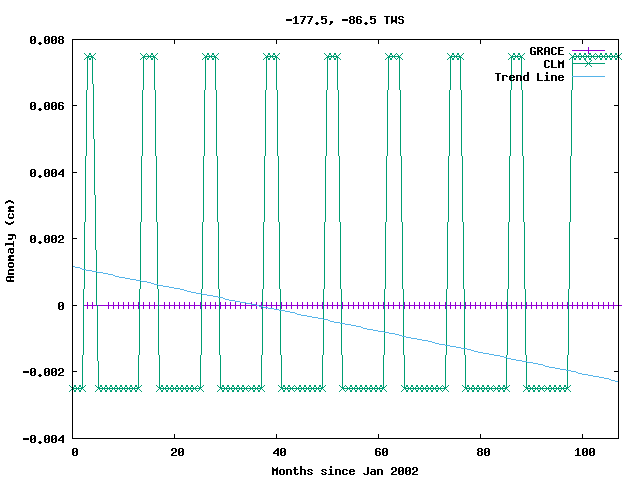 -177.5, -86.5 TWS
GRACE
CLM
Trend Line
0.008
0.006
0.004
0.002
0
-0.002
-0.004
Anomaly (cm)
0 20 40 60 80 100
Months since Jan 2002